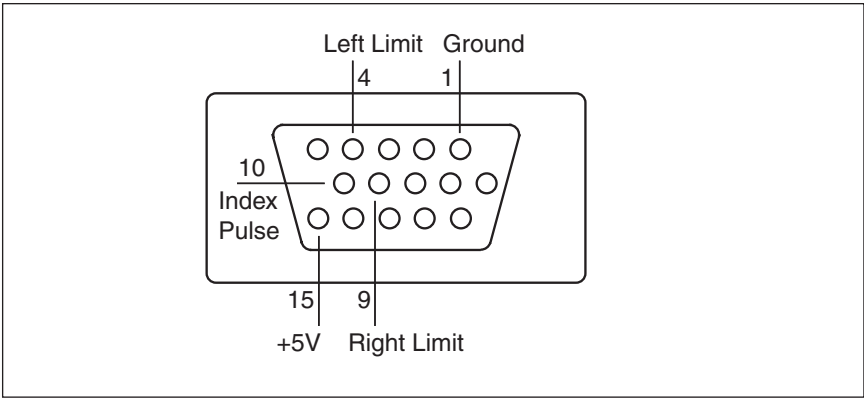 Left Limit Ground
4 1
10
Index
Pulse
15 9
+5V Right Limit